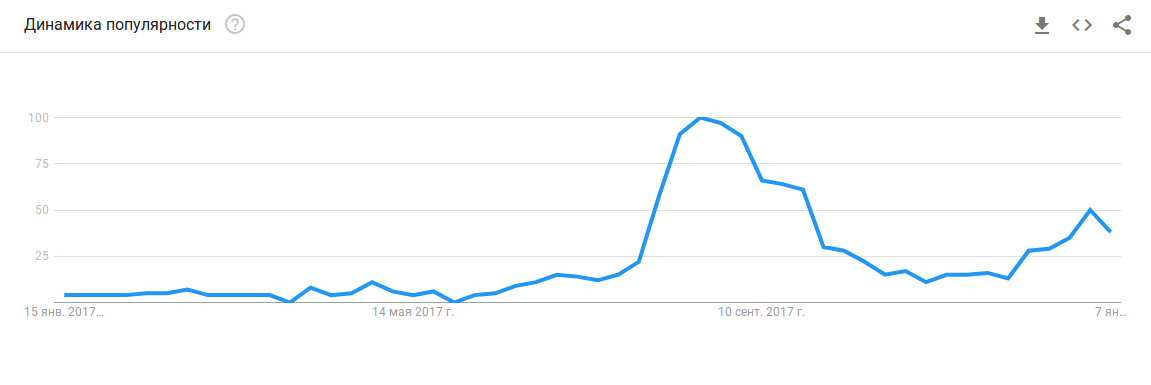 Динамика популярности ?
100
75
50
25
15 янв. 2017…
14 мая 2017 г.
10 сент. 2017 г.
7 ян…